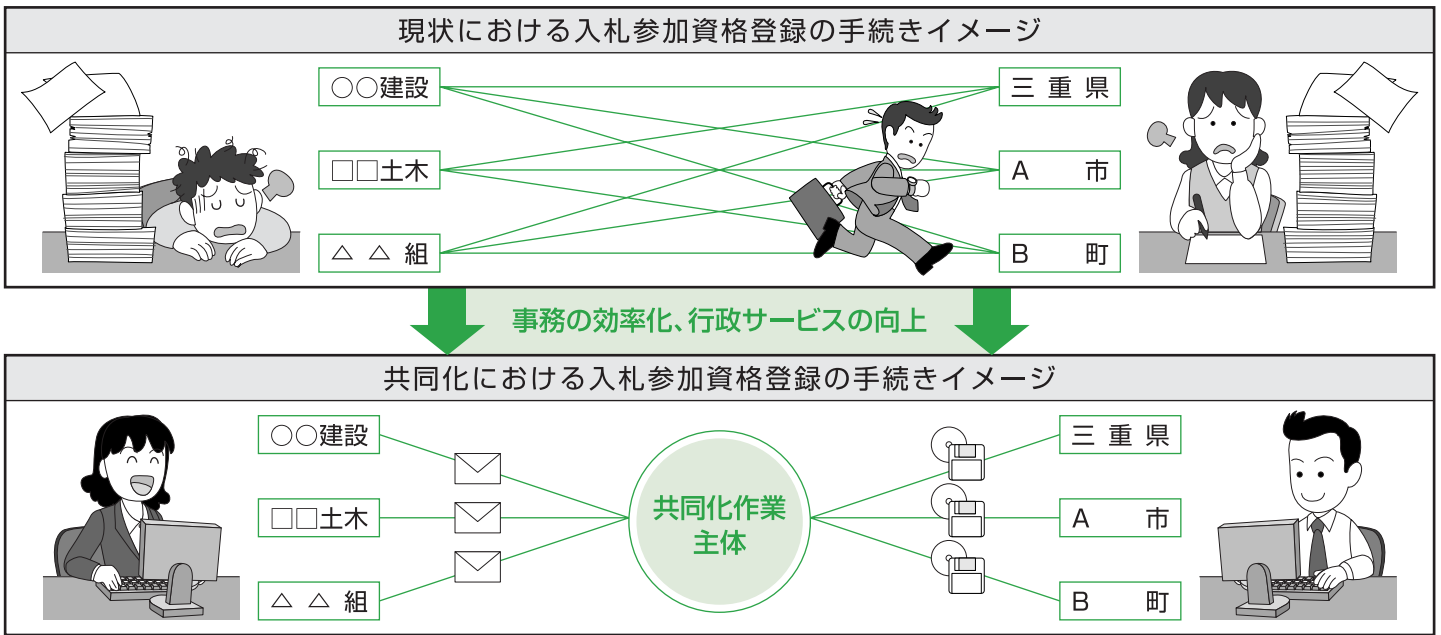 現状における入札参加資格登録の手続きイメージ
○○建設
三重県
□□土木
A市
△△組
B町
事務の効率化、行政サービスの向上
共同化における入札参加資格登録の手続きイメージ
○○建設
三重県
□□土木
共同化作業
主体
A市
△△組
B町